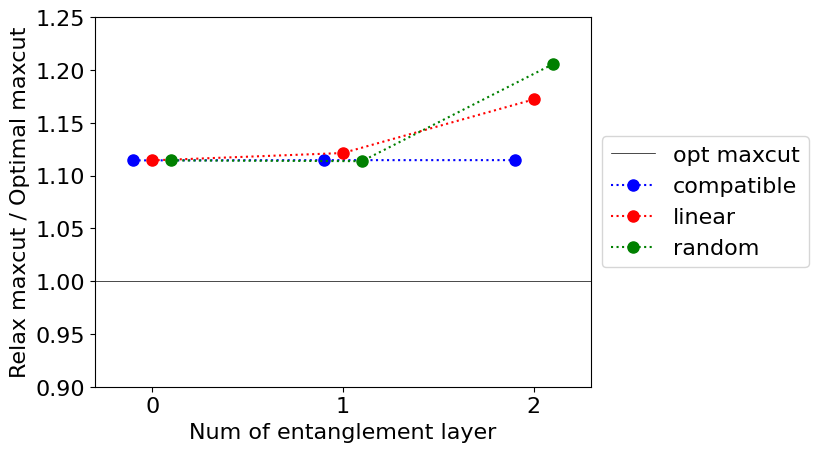 Relax maxcut / Optimal maxcut
1.25
1.20
1.15
1.10
1.05
1.00
0.95
0.90
0
1
2
Num of entanglement layer
opt maxcut
compatible
linear
random